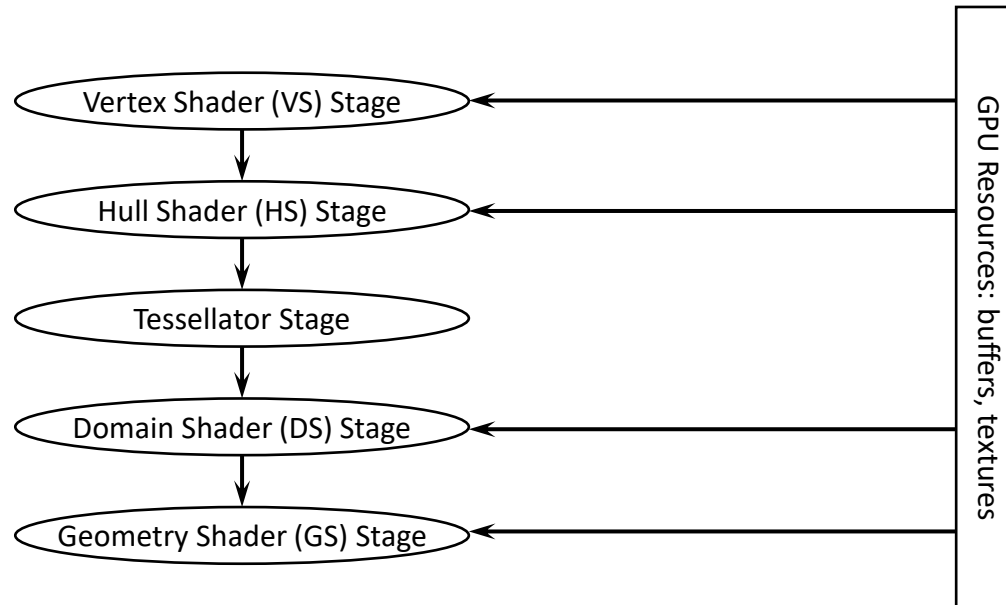 Vertex Shader (VS) Stage
Hull Shader (HS) Stage
Tessellator Stage
Domain Shader (DS) Stage
Geometry Shader (GS) Stage
GPU Resources: buffers, textures